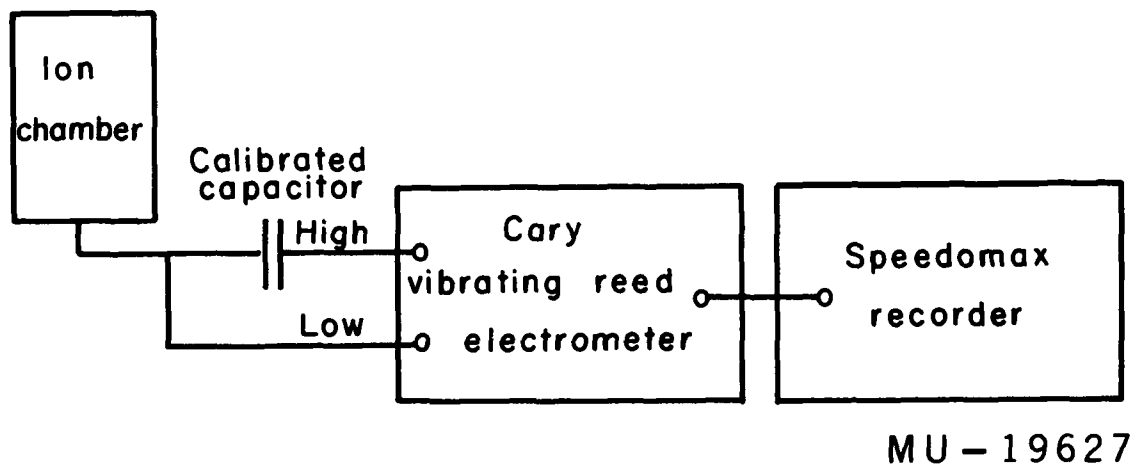 Ion
chamber
Calibrated
capacitor
High
Low
Cary
vibrating reed
electrometer
Speedomax
recorder
MU-19627